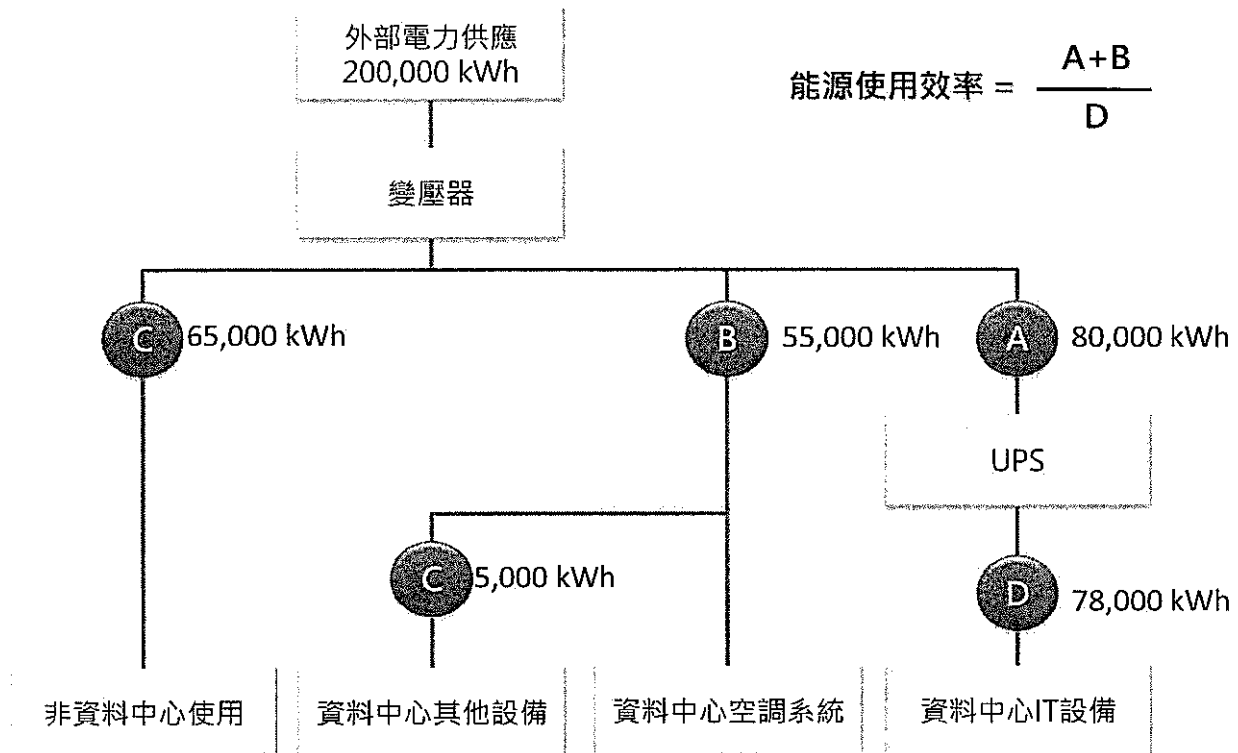 外部電力供應
200,000 kWh
能源使用效率 = A+B
D
變壓器
C 65,000 kWh
B 55,000 kWh
A 80,000 kWh
UPS
C 5,000 kWh
D 78,000 kWh
非資料中心使用
資料中心其他設備
資料中心空調系統
資料中心IT設備